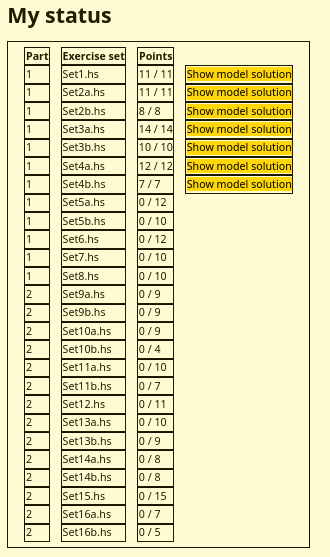 My status
Part Exercise set Points
1 Set1.hs 11 / 11 Show model solution
1 Set2a.hs 11 / 11 Show model solution
1 Set2b.hs 8 / 8 Show model solution
1 Set3a.hs 14 / 14 Show model solution
1 Set3b.hs 10 / 10 Show model solution
1 Set4a.hs 12 / 12 Show model solution
1 Set4b.hs 7 / 7 Show model solution
1 Set5a.hs 0 / 12
1 Set5b.hs 0 / 10
1 Set6.hs 0 / 12
1 Set7.hs 0 / 10
1 Set8.hs 0 / 10
2 Set9a.hs 0 / 9
2 Set9b.hs 0 / 9
2 Set10a.hs 0 / 9
2 Set10b.hs 0 / 4
2 Set11a.hs 0 / 10
2 Set11b.hs 0 / 7
2 Set12.hs 0 / 11
2 Set13a.hs 0 / 10
2 Set13b.hs 0 / 9
2 Set14a.hs 0 / 8
2 Set14b.hs 0 / 8
2 Set15.hs 0 / 15
2 Set16a.hs 0 / 7
2 Set16b.hs 0 / 5